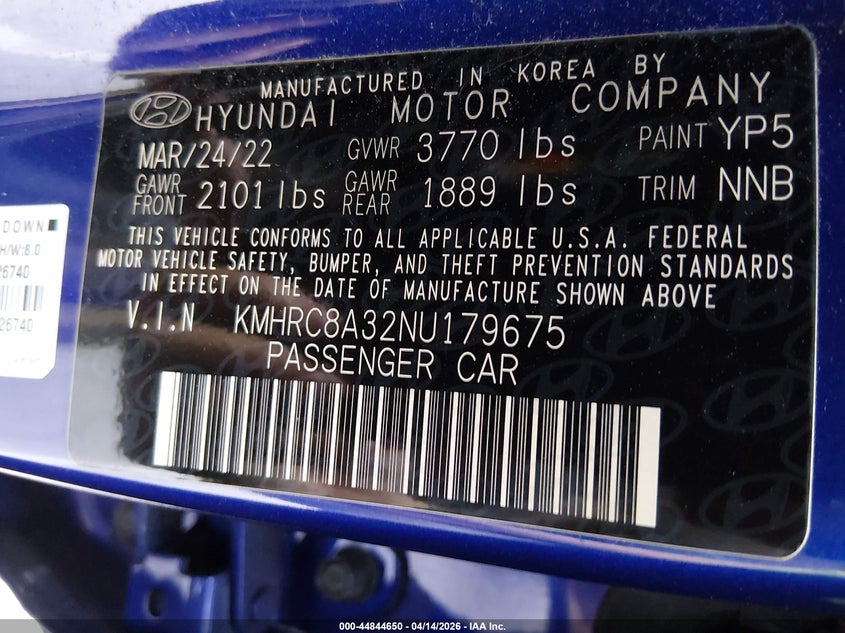 MANUFACTURED IN KOREA BY
HYUNDAI MOTOR COMPANY
MAR/24/22 GVWR 3770 lbs PAINT YP5
GAWR FRONT 2101 lbs GAWR REAR 1889 lbs TRIM NNB
THIS VEHICLE CONFORMS TO ALL APPLICABLE U.S.A. FEDERAL
MOTOR VEHICLE SAFETY, BUMPER, AND THEFT PREVENTION STANDARDS
IN EFFECT ON THE DATE OF MANUFACTURE SHOWN ABOVE
V.I.N KMHRC8A32NU179675
PASSENGER CAR
DOWN
H/W:8.0
26740
26740
000-44844650 - 04/14/2026 - IAA Inc.